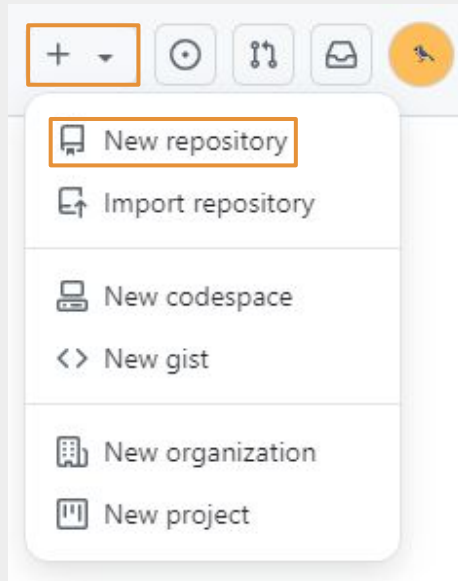 New repository
Import repository
New codespace
New gist
New organization
New project